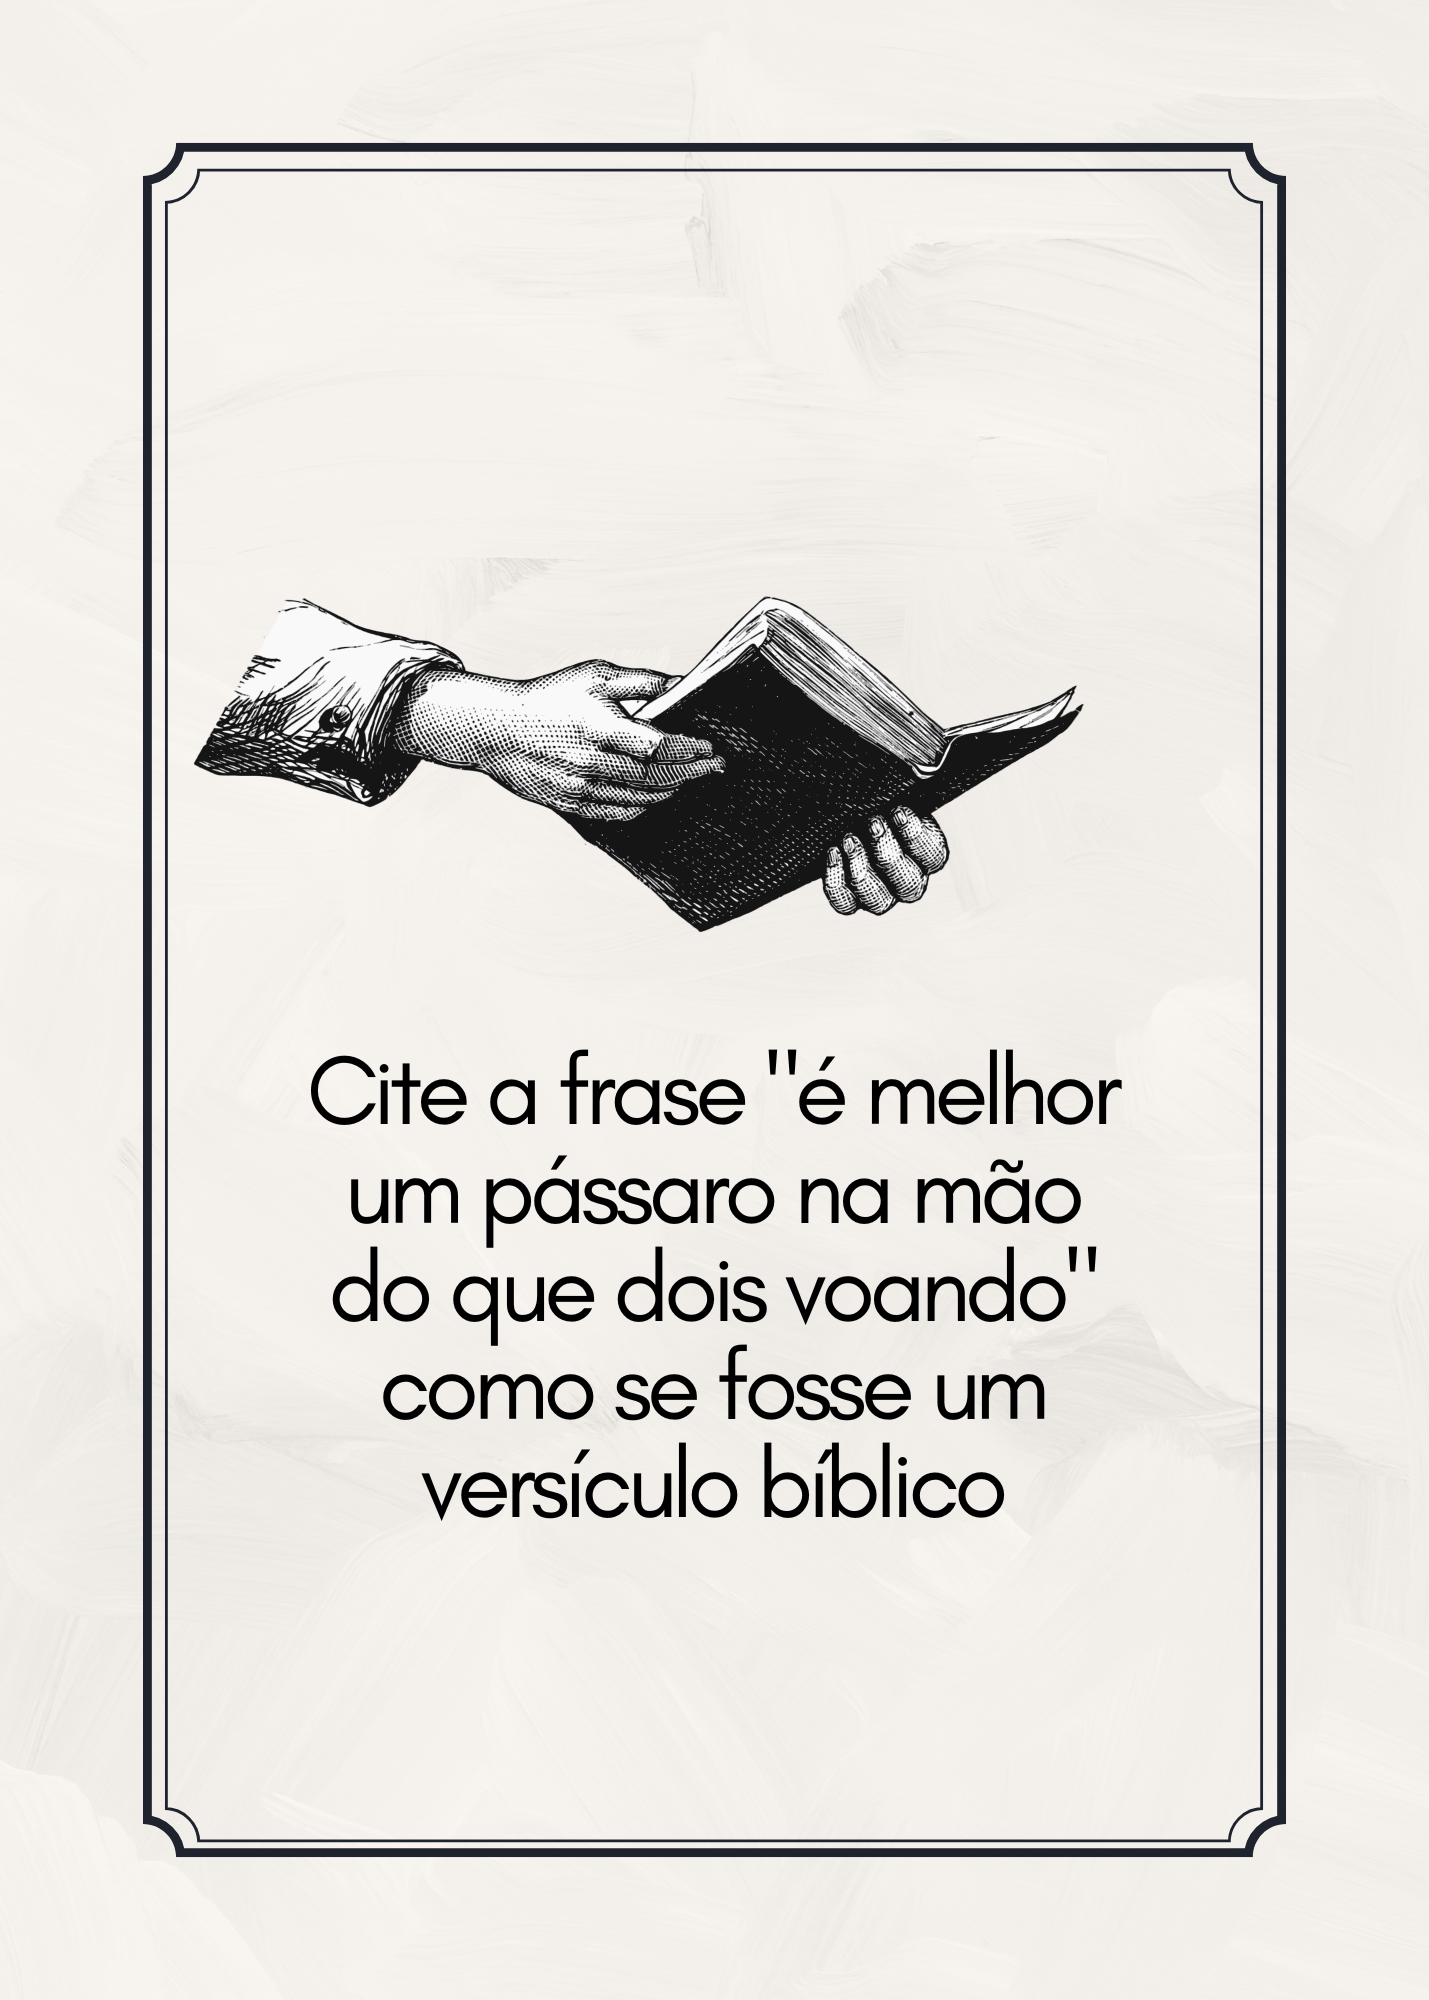 Cite a frase "é melhor
um pássaro na mão
do que dois voando"
como se fosse um
versículo bíblico